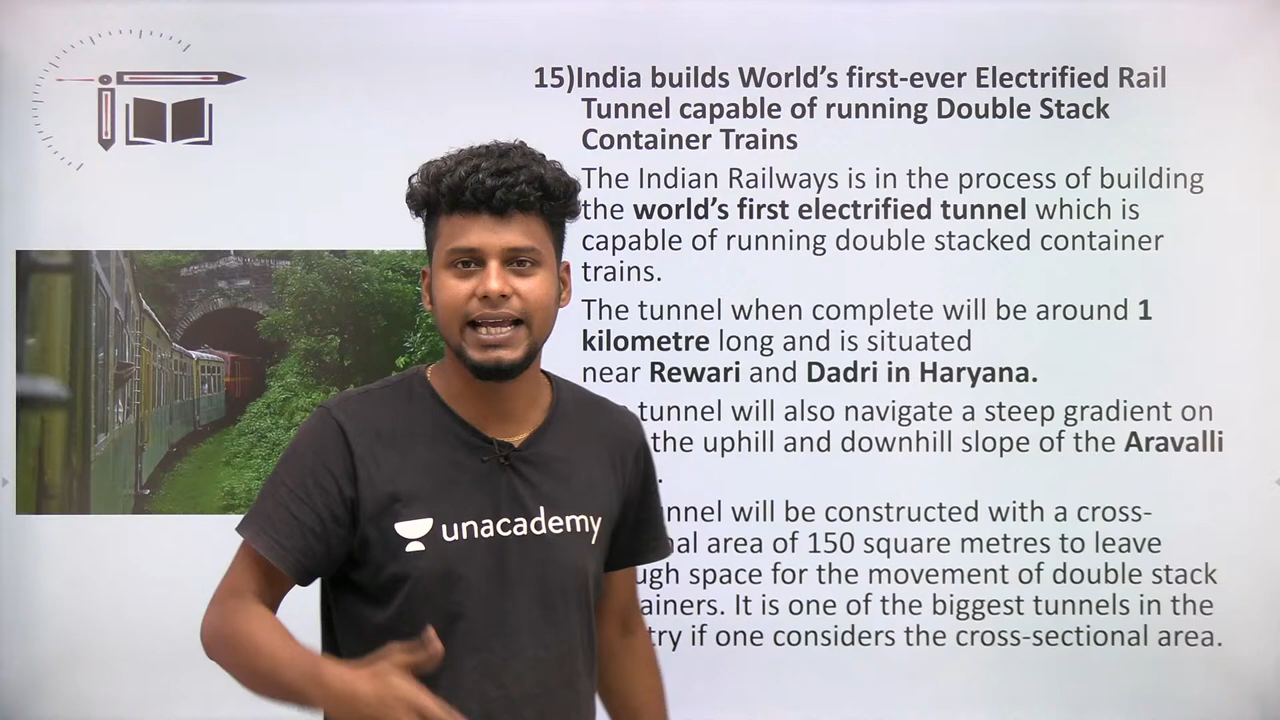 15)India builds World's first-ever Electrified Rail
Tunnel capable of running Double Stack
Container Trains
The Indian Railways is in the process of building
the world's first electrified tunnel which is
capable of running double stacked container
trains.
The tunnel when complete will be around 1
kilometre long and is situated
near Rewari and Dadri in Haryana.
tunnel will also navigate a steep gradient on
the uphill and downhill slope of the Aravalli
will be constructed with a cross-
area of 150 square metres to leave
space for the movement of double stack
It is one of the biggest tunnels in the
if one considers the cross-sectional area.
unacademy